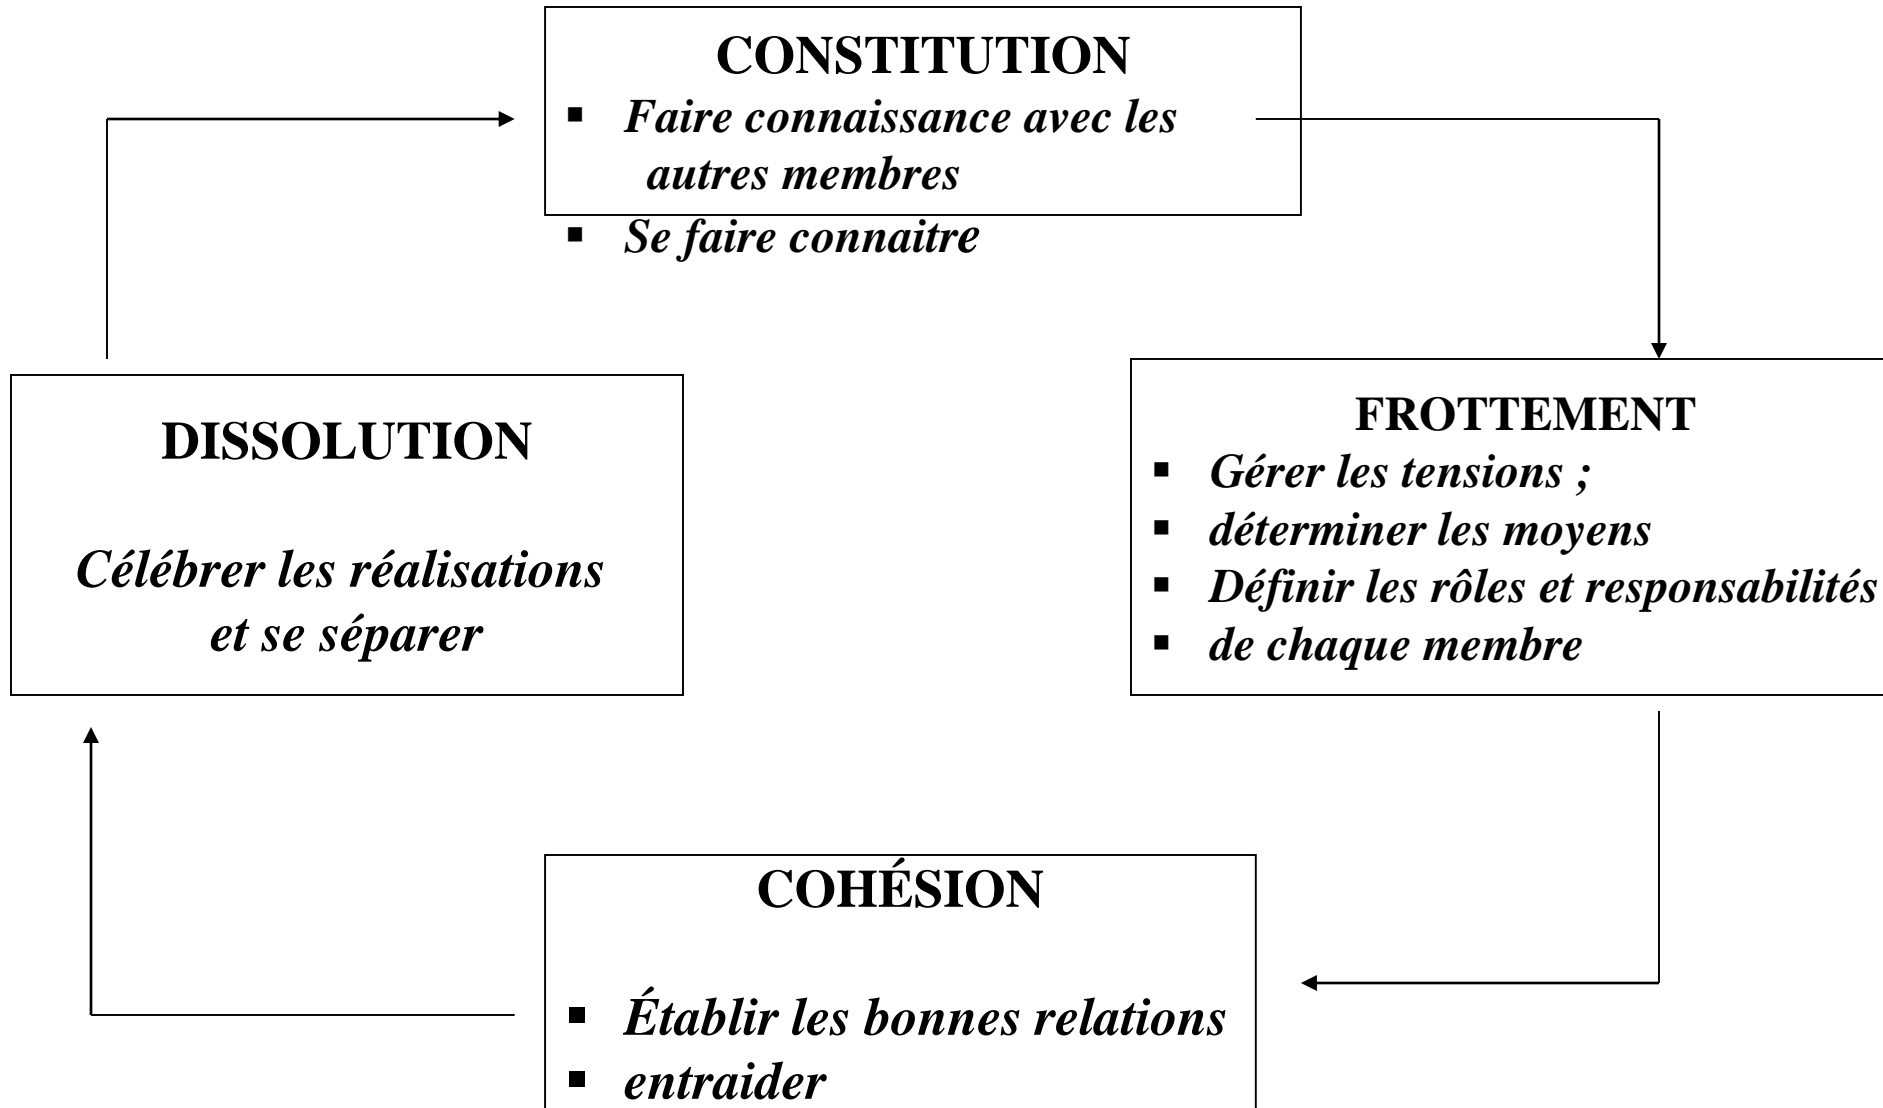 CONSTITUTION
▪ Faire connaissance avec les
autres membres
▪ Se faire connaitre
FROTTEMENT
▪ Gérer les tensions ;
▪ déterminer les moyens
▪ Définir les rôles et responsabilités
▪ de chaque membre
COHÉSION
▪ Établir les bonnes relations
▪ entraider
DISSOLUTION
Célébrer les réalisations
et se séparer